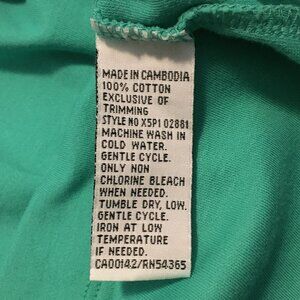 MADE IN CAMBODIA
100% COTTON
EXCLUSIVE OF
TRIMMING
STYLE NO X5P1 02881
MACHINE WASH IN
COLD WATER.
GENTLE CYCLE.
ONLY NON
CHLORINE BLEACH
WHEN NEEDED.
TUMBLE DRY, LOW.
GENTLE CYCLE.
IRON AT LOW
TEMPERATURE
IF NEEDED.
CA00142/RN54365